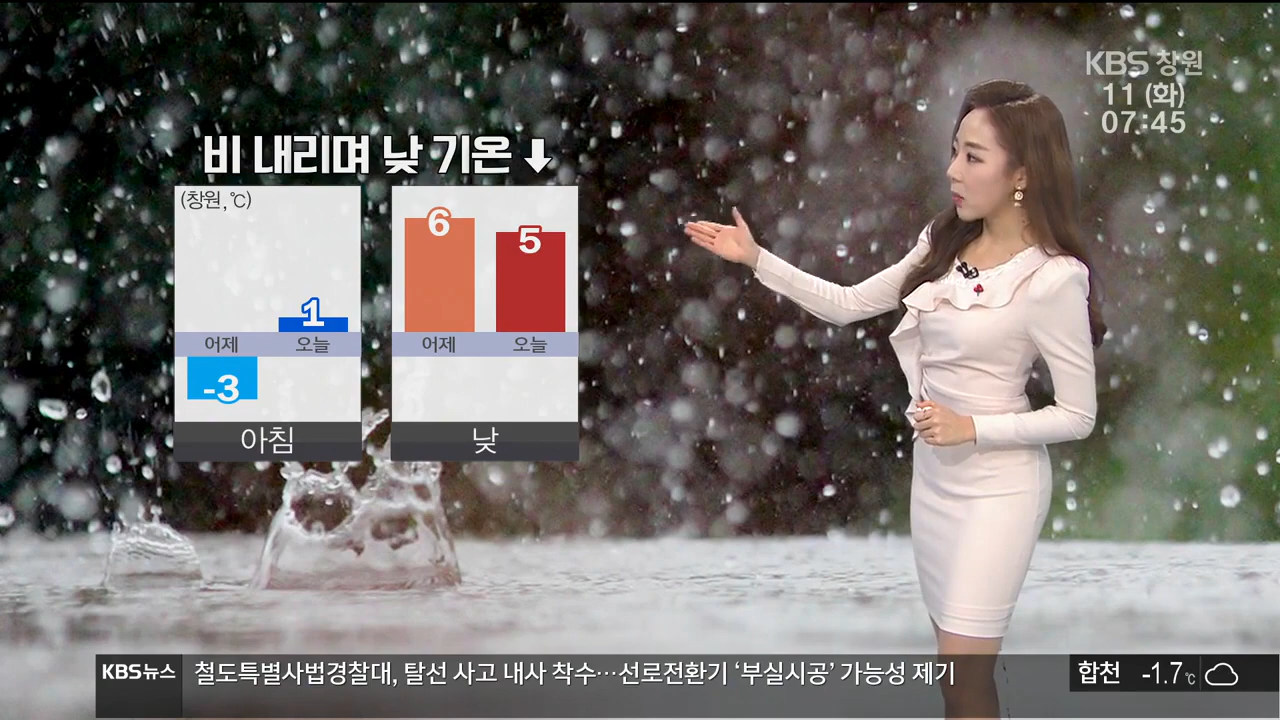 KBS 창원
11 (화)
07:45
비 내리며 낮 기온 ↓
(창원, ℃)
6
5
1
어제 오늘 어제 오늘
-3
아침 낮
KBS뉴스 철도특별사법경찰대, 탈선 사고 내사 착수…선로전환기 ‘부실시공’ 가능성 제기
합천 -1.7℃